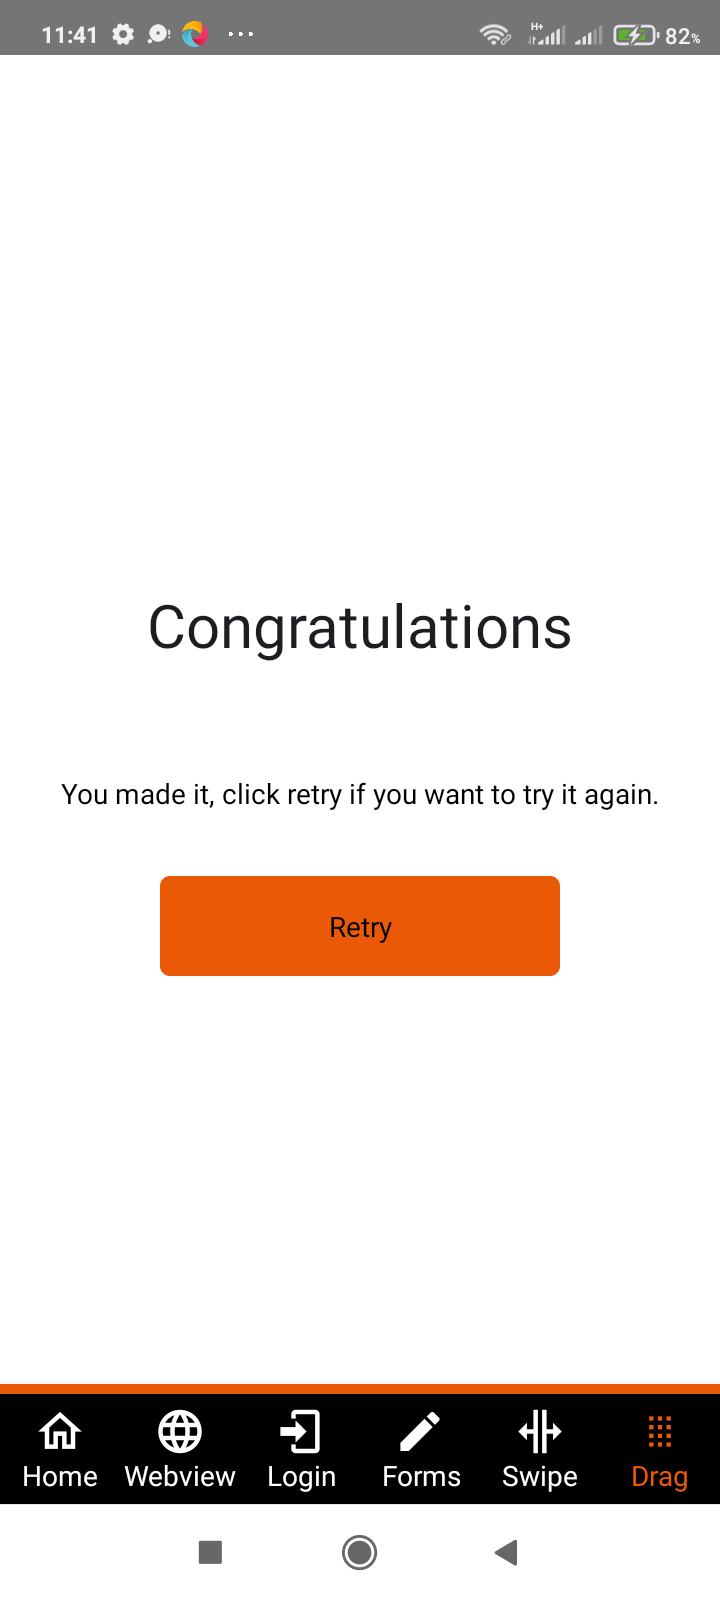 11:41 H+ 82%
Congratulations
You made it, click retry if you want to try it again.
Retry
Home Webview Login Forms Swipe Drag